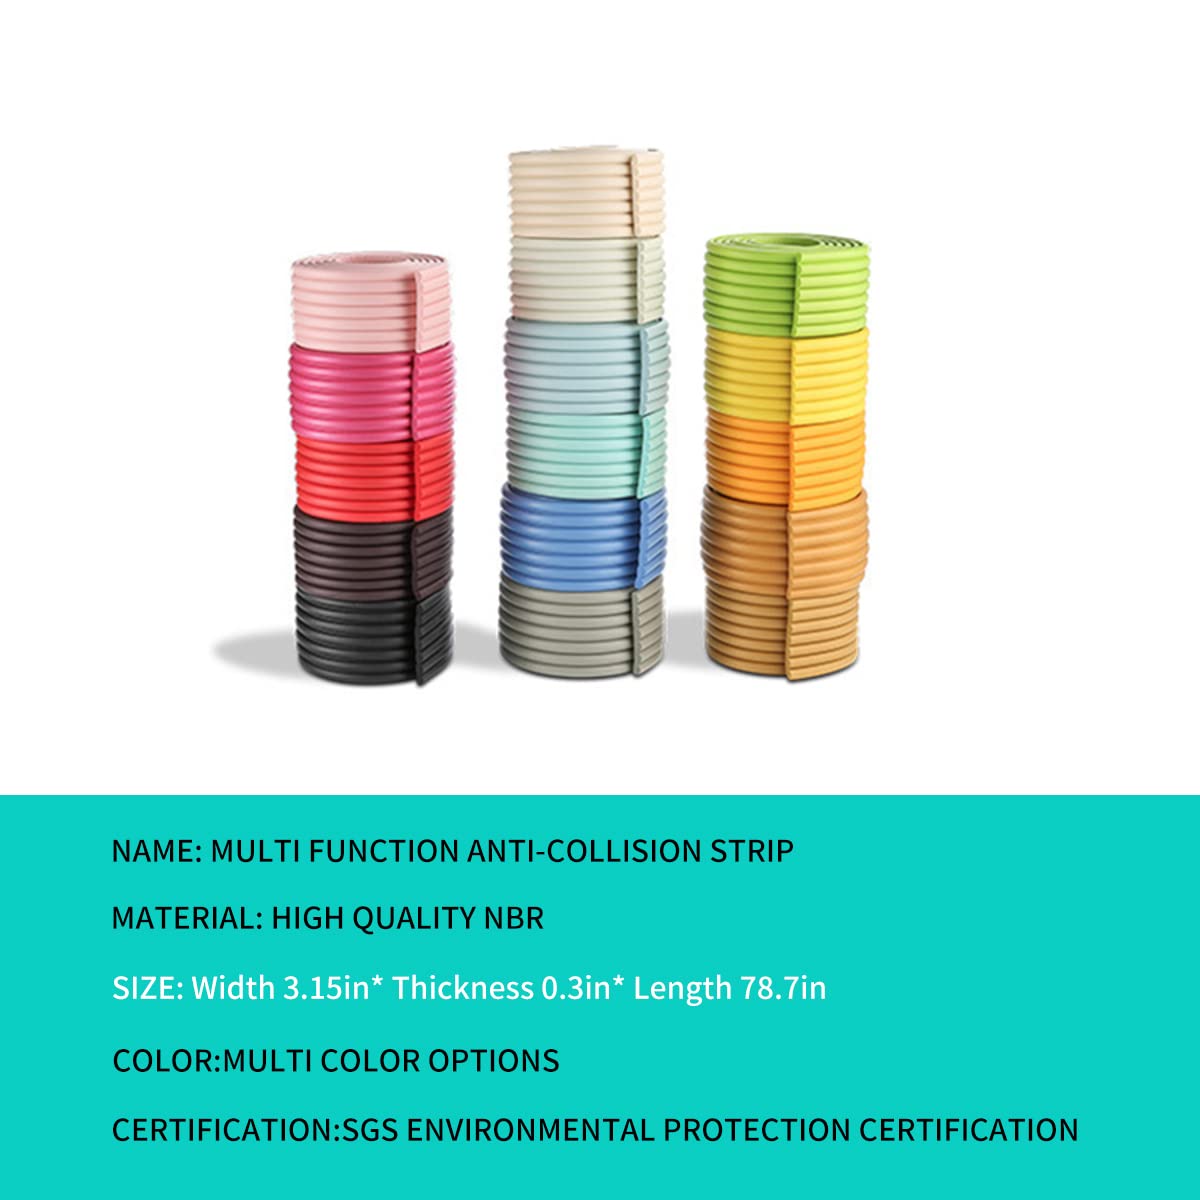 NAME: MULTI FUNCTION ANTI-COLLISION STRIP
MATERIAL: HIGH QUALITY NBR
SIZE: Width 3.15in* Thickness 0.3in* Length 78.7in
COLOR:MULTI COLOR OPTIONS
CERTIFICATION:SGS ENVIRONMENTAL PROTECTION CERTIFICATION